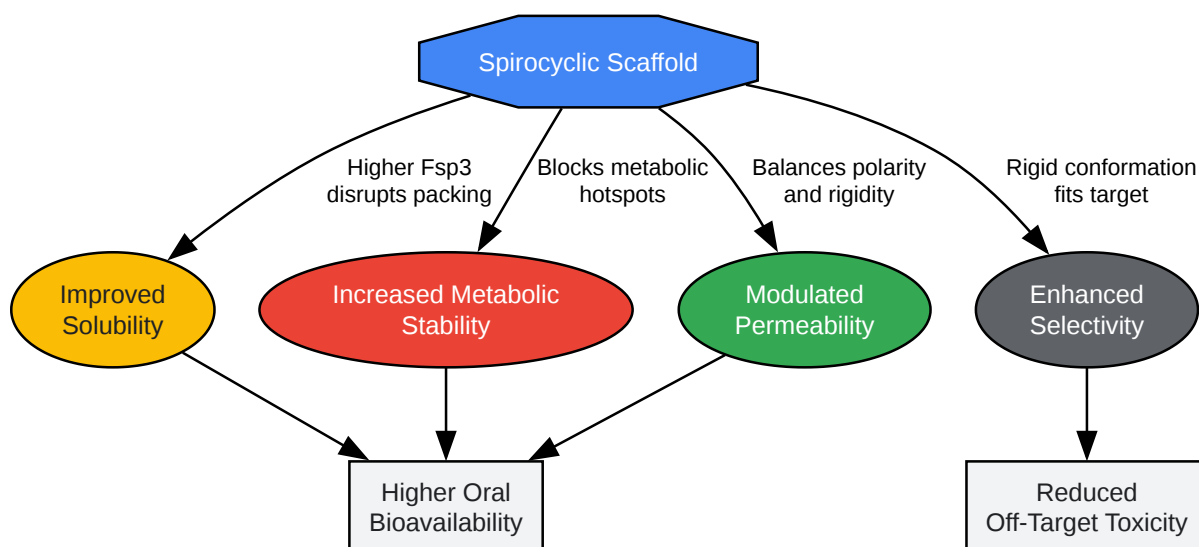 Spirocyclic Scaffold
Higher Fsp3
disrupts packing
Blocks metabolic
hotspots
Balances polarity
and rigidity
Rigid conformation
fits target
Improved
Solubility
Increased Metabolic
Stability
Modulated
Permeability
Enhanced
Selectivity
Higher Oral
Bioavailability
Reduced
Off-Target Toxicity